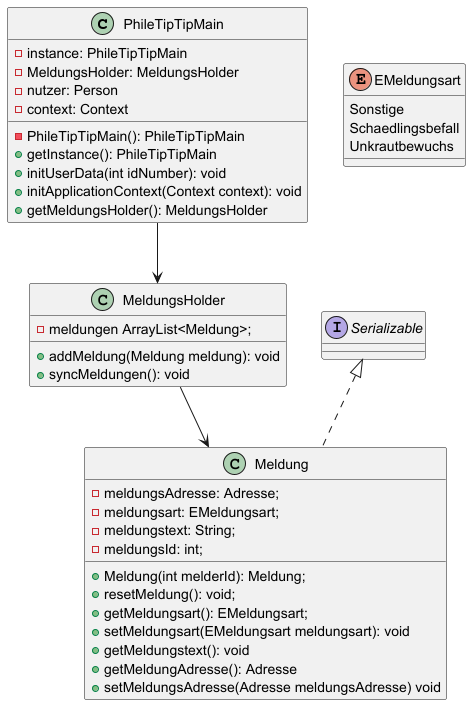 C PhileTipTipMain
instance: PhileTipTipMain
MeldungsHolder: MeldungsHolder
nutzer: Person
context: Context
PhileTipTipMain(): PhileTipTipMain
getInstance(): PhileTipTipMain
initUserData(int idNumber): void
initApplicationContext(Context context): void
getMeldungsHolder(): MeldungsHolder
E EMeldungsart
Sonstige
Schaedlingsbefall
Unkrautbewuchs
C MeldungsHolder
meldungen ArrayList<Meldung>;
addMeldung(Meldung meldung): void
syncMeldungen(): void
I Serializable
C Meldung
meldungsAdresse: Adresse;
meldungsart: EMeldungsart;
meldungstext: String;
meldungsId: int;
Meldung(int melderId): Meldung;
resetMeldung(): void;
getMeldungsart(): EMeldungsart;
setMeldungsart(EMeldungsart meldungsart): void
getMeldungstext(): void
getMeldungAdresse(): Adresse
setMeldungsAdresse(Adresse meldungsAdresse) void